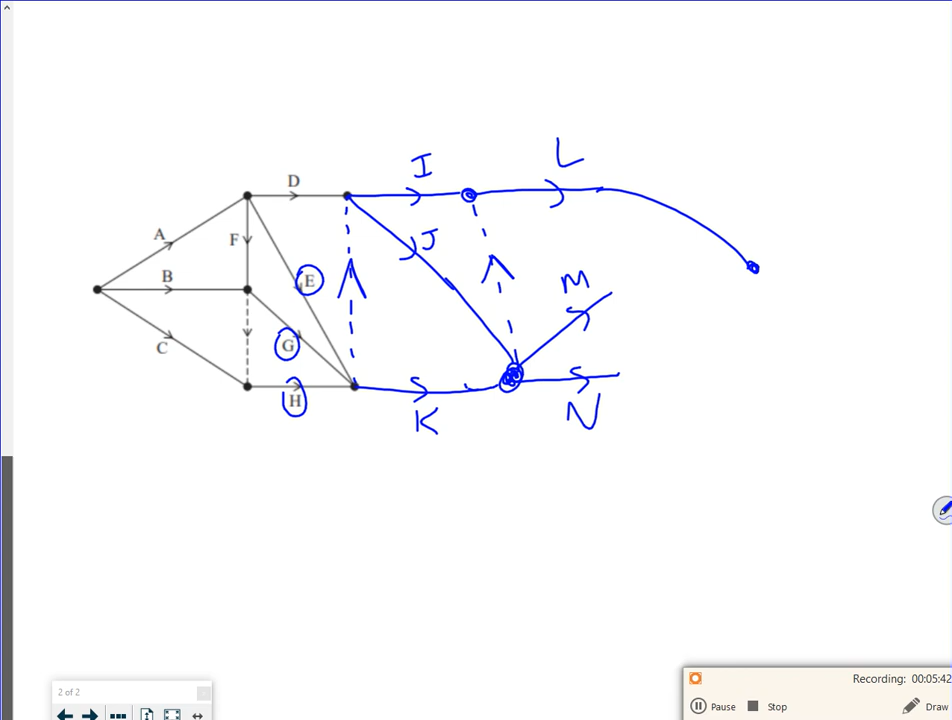 L
I
D
A
F
J
B
E
M
G
C
H
K
N
Recording: 00:05:42
2 of 2
Pause Stop Draw